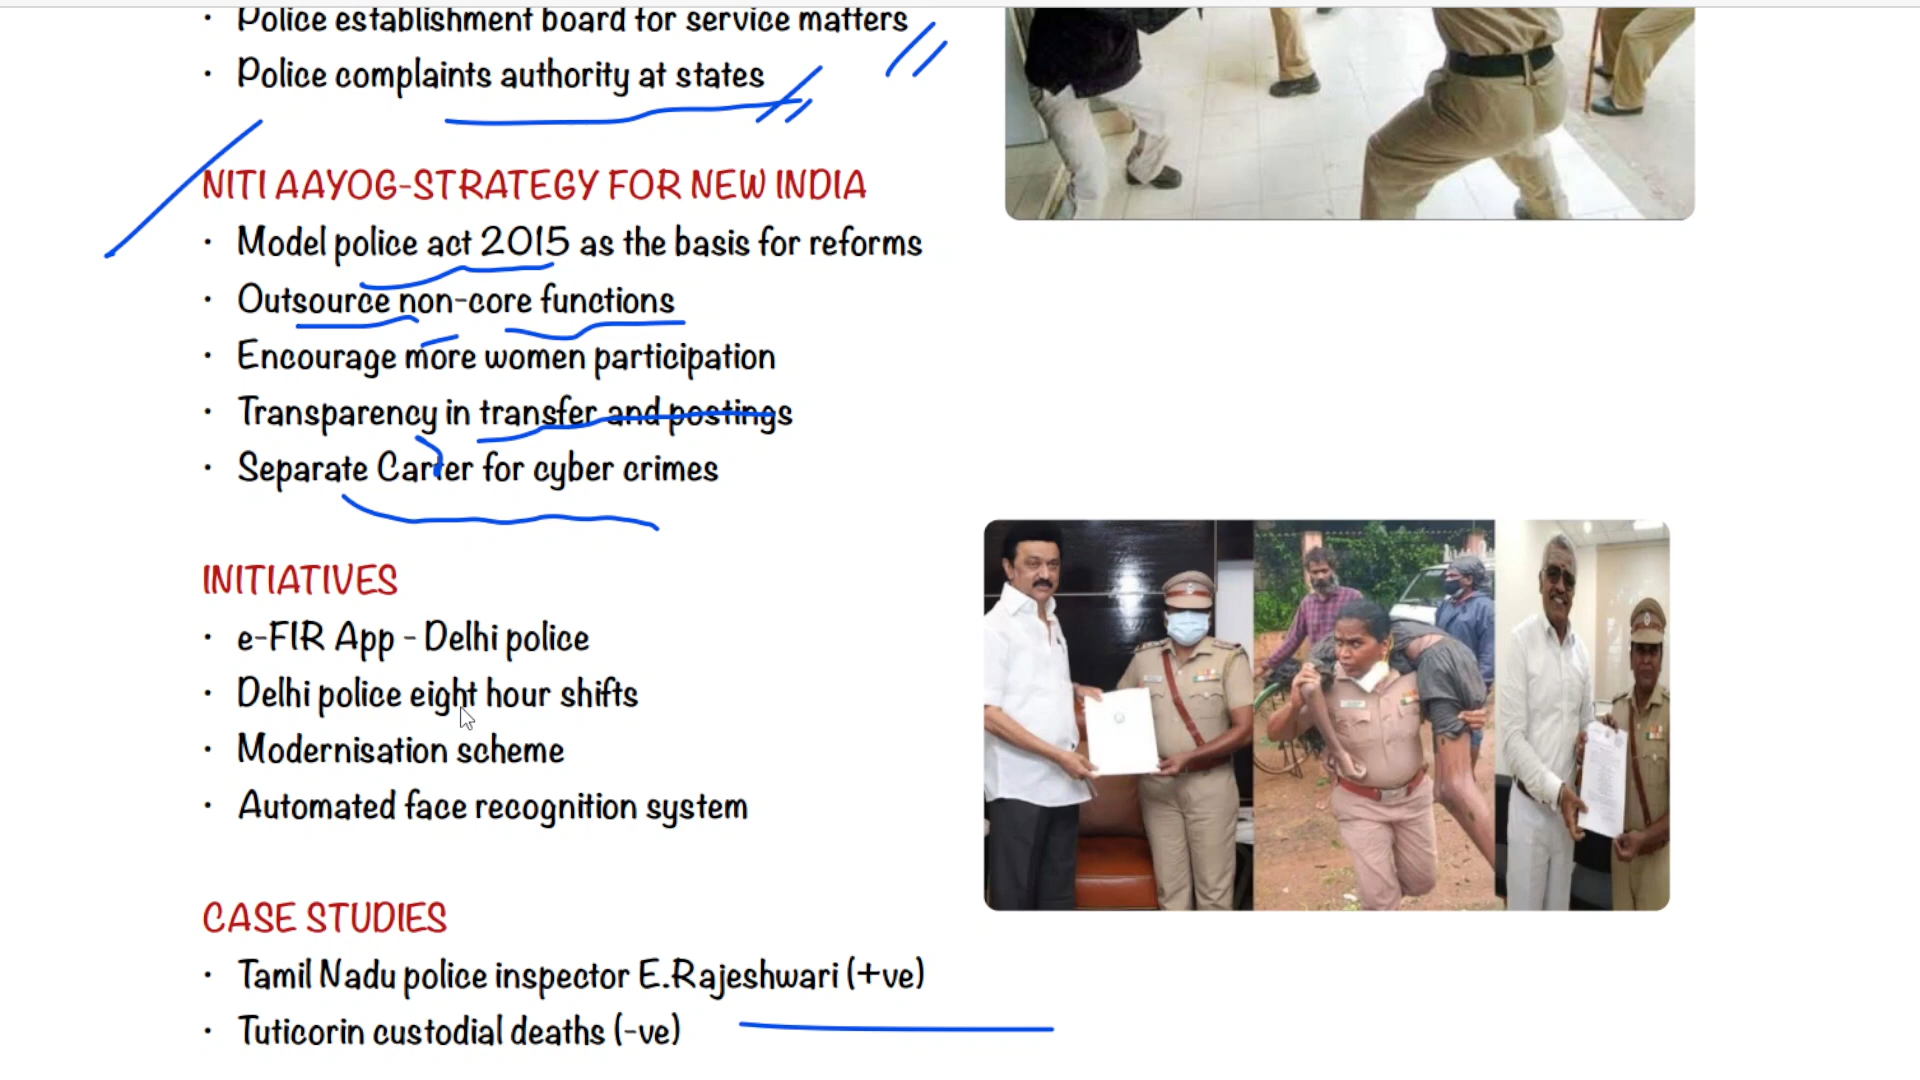 • Police establishment board for service matters
• Police complaints authority at states
NITI AAYOG-STRATEGY FOR NEW INDIA
• Model police act 2015 as the basis for reforms
• Outsource non-core functions
• Encourage more women participation
• Transparency in transfer and postings
• Separate Carrer for cyber crimes
INITIATIVES
• e-FIR App - Delhi police
• Delhi police eight hour shifts
• Modernisation scheme
• Automated face recognition system
CASE STUDIES
• Tamil Nadu police inspector E.Rajeshwari (+ve)
• Tuticorin custodial deaths (-ve)